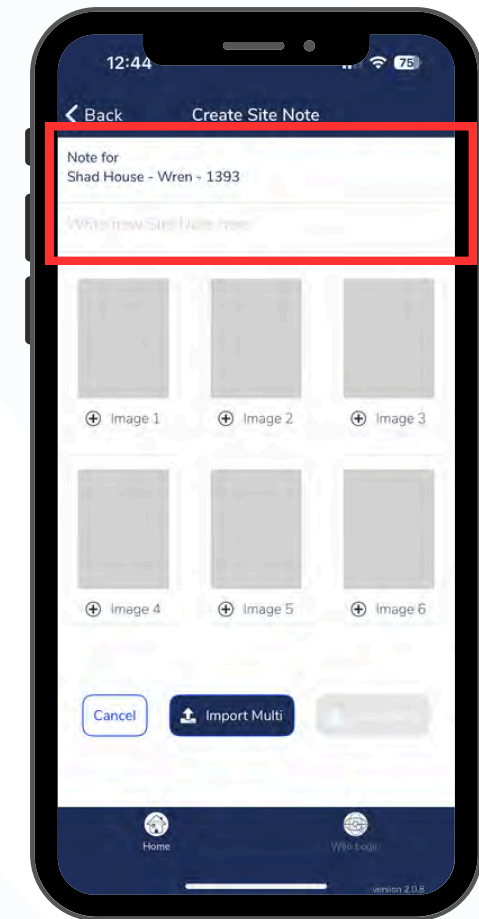 12:44
75
Back
Create Site Note
Note for
Shad House - Wren - 1393
Write new Site Note here
Image 1
Image 2
Image 3
Image 4
Image 5
Image 6
Cancel
Import Multi
Home
version 2.0.8